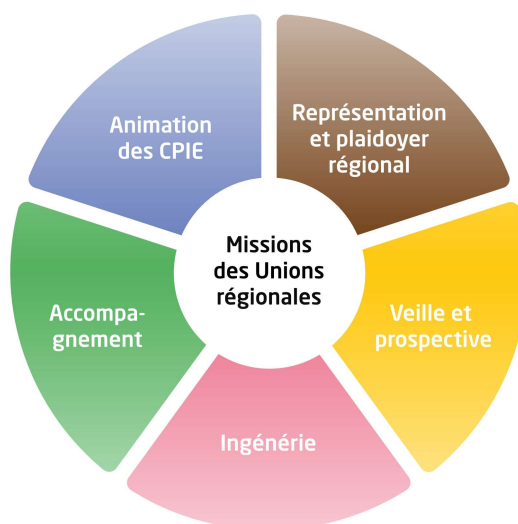 Animation
des CPIE
Représentation
et plaidoyer
régional
Missions
des Unions
régionales
Accompa-
gnement
Veille et
prospective
Ingénérie